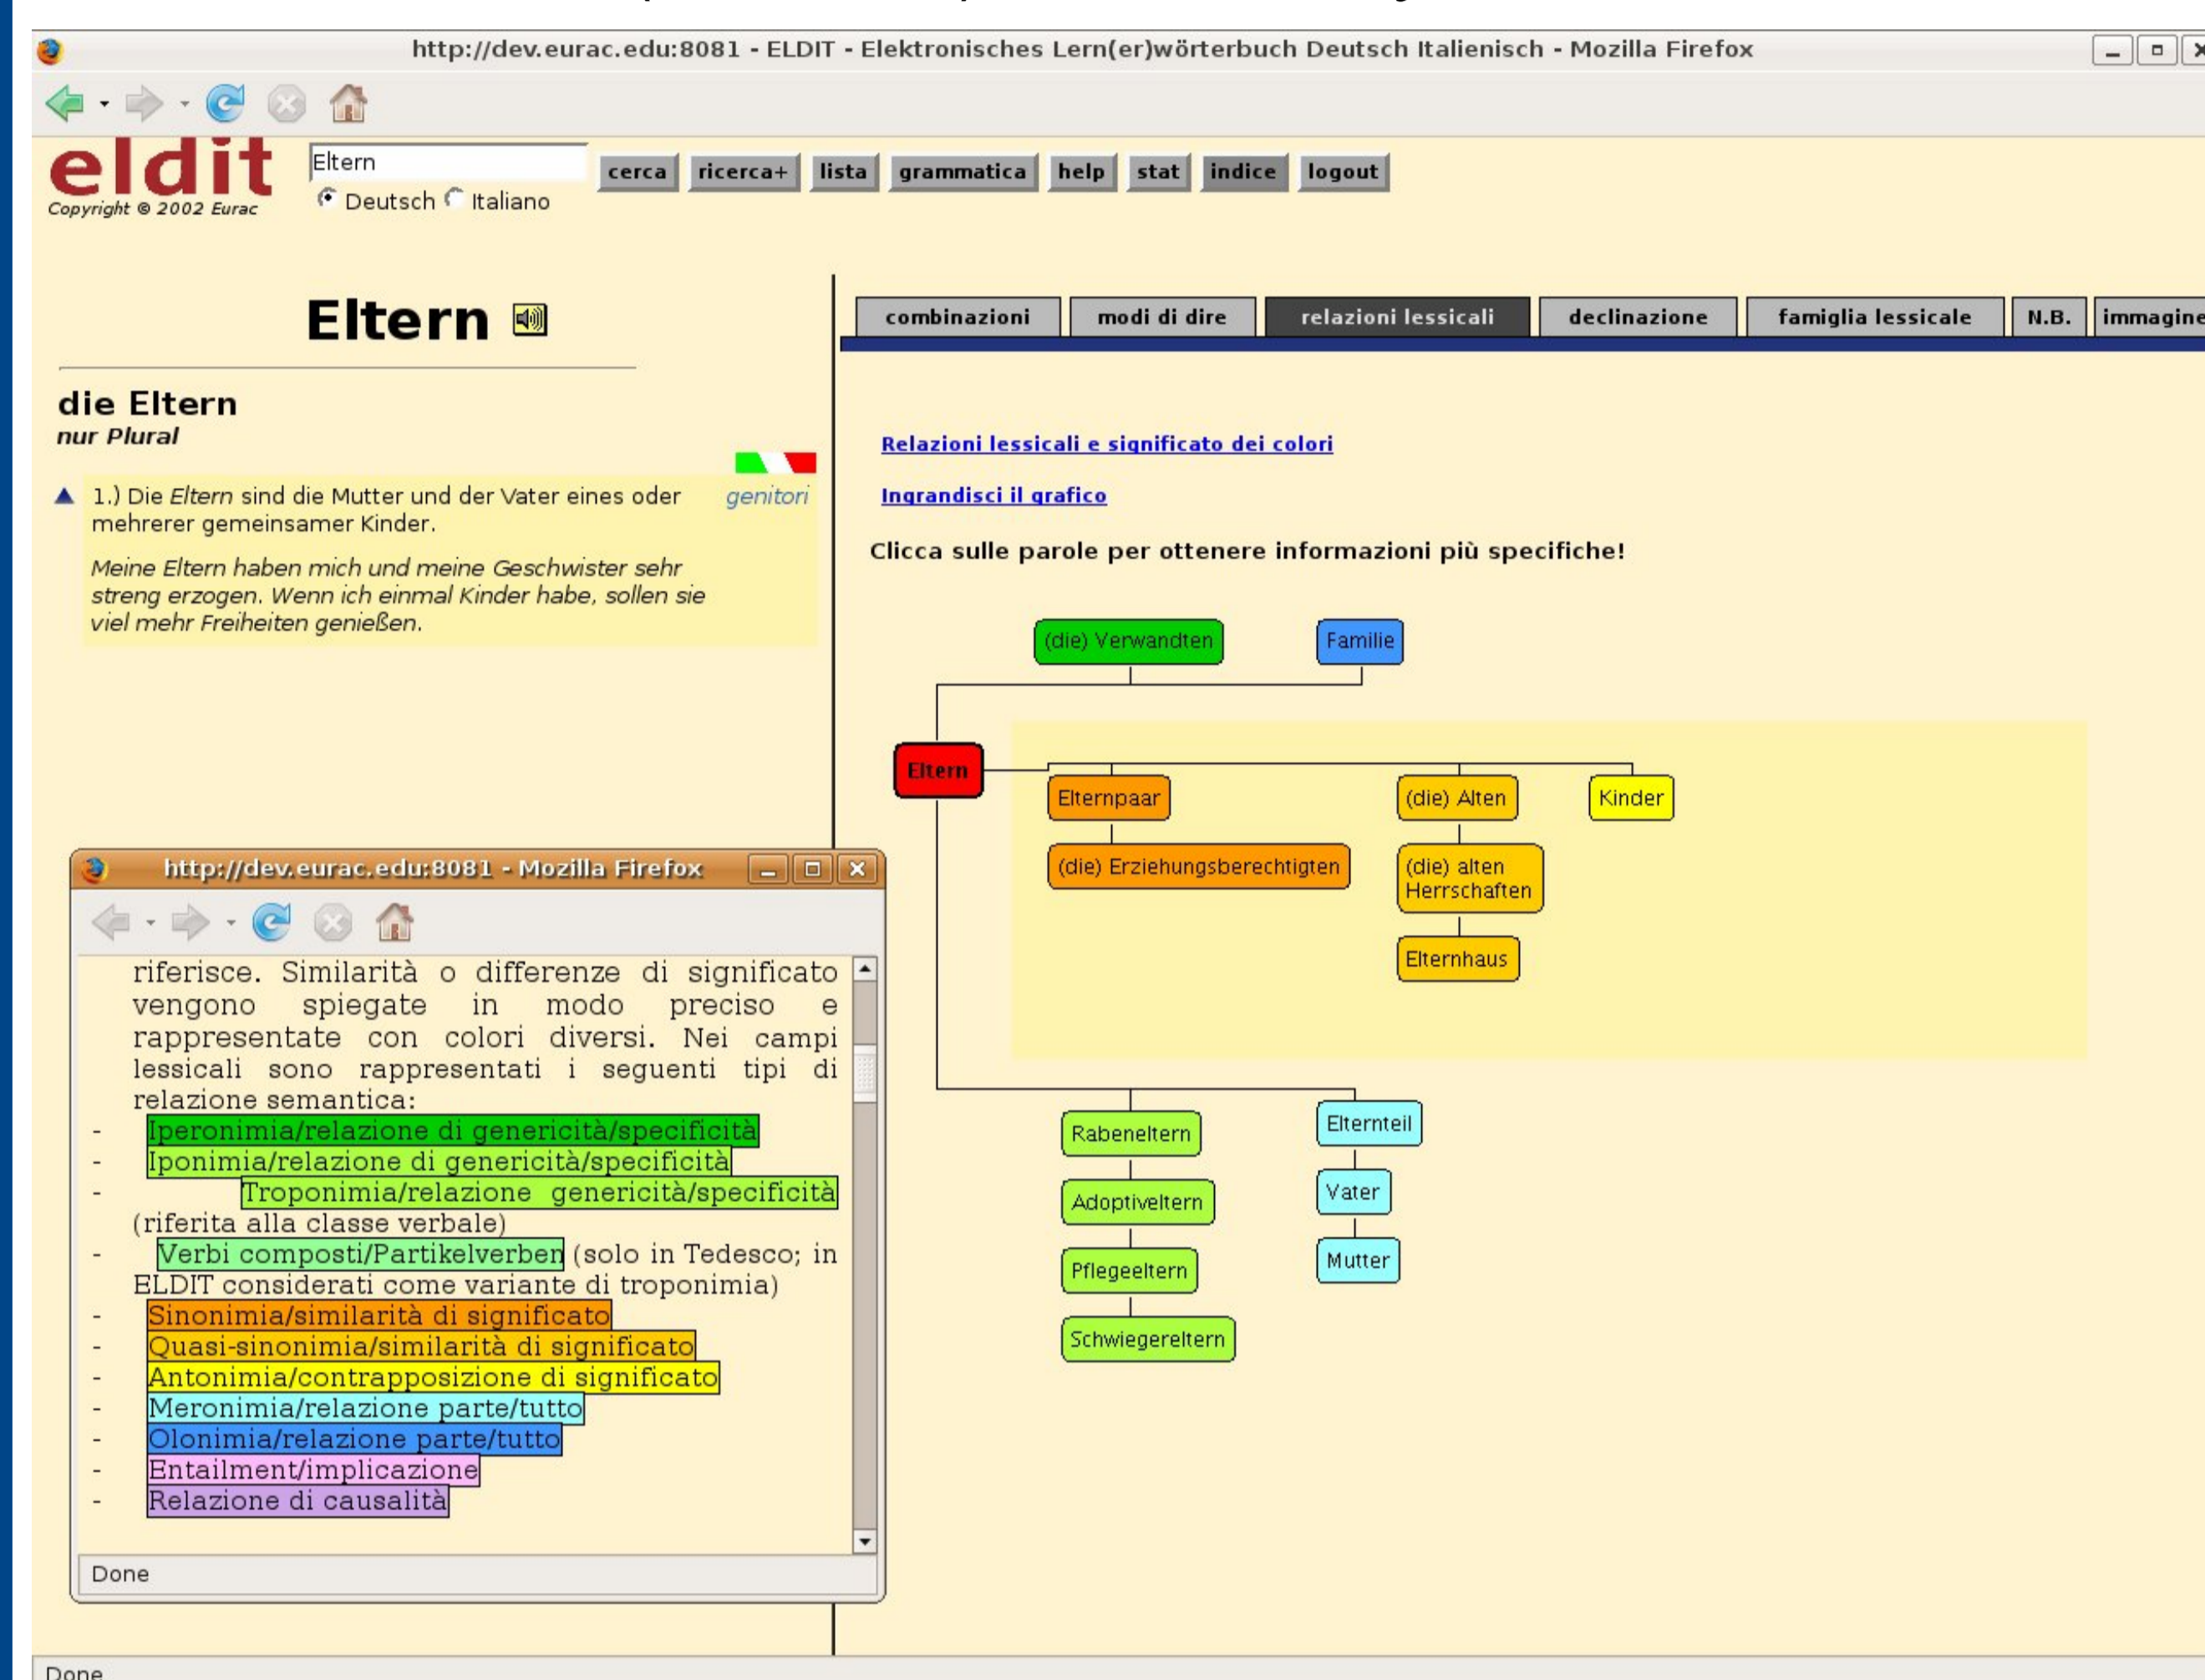 http://dev.eurac.edu:8081 - ELDIT - Elektronisches Lern(er)wörterbuch Deutsch Italienisch - Mozilla Firefox
eldit
Copyright © 2002 Eurac
Eltern
Deutsch Italiano
cerca ricerca+ lista grammatica help stat indice logout
Eltern
die Eltern
nur Plural
genitori
1.) Die Eltern sind die Mutter und der Vater eines oder
mehrerer gemeinsamer Kinder.
Meine Eltern haben mich und meine Geschwister sehr
streng erzogen. Wenn ich einmal Kinder habe, sollen sie
viel mehr Freiheiten genießen.
combinazioni modi di dire relazioni lessicali declinazione famiglia lessicale N.B. immagine
Relazioni lessicali e significato dei colori
Ingrandisci il grafico
Clicca sulle parole per ottenere informazioni più specifiche!
(die) Verwandten Familie
Eltern
Elternpaar (die) Alten Kinder
(die) Erziehungsberechtigten
(die) alten
Herrschaften
Elternhaus
Rabeneltern
Adoptiveltern
Pflegeeltern
Schwiegereltern
Elternteil
Vater
Mutter
http://dev.eurac.edu:8081 - Mozilla Firefox
riferisce. Similarità o differenze di significato
vengono spiegate in modo preciso e
rappresentate con colori diversi. Nei campi
lessicali sono rappresentati i seguenti tipi di
relazione semantica:
- Iperonimia/relazione di genericità/specificità
- Iponimia/relazione di genericità/specificità
- Troponimia/relazione genericità/specificità
(riferita alla classe verbale)
- Verbi composti/Partikelverben (solo in Tedesco; in
ELDIT considerati come variante di troponimia)
- Sinonimia/similarità di significato
- Quasi-sinonimia/similarità di significato
- Antonimia/contrapposizione di significato
- Meronimia/relazione parte/tutto
- Olonimia/relazione parte/tutto
- Entailment/implicazione
- Relazione di causalità
Done
Done